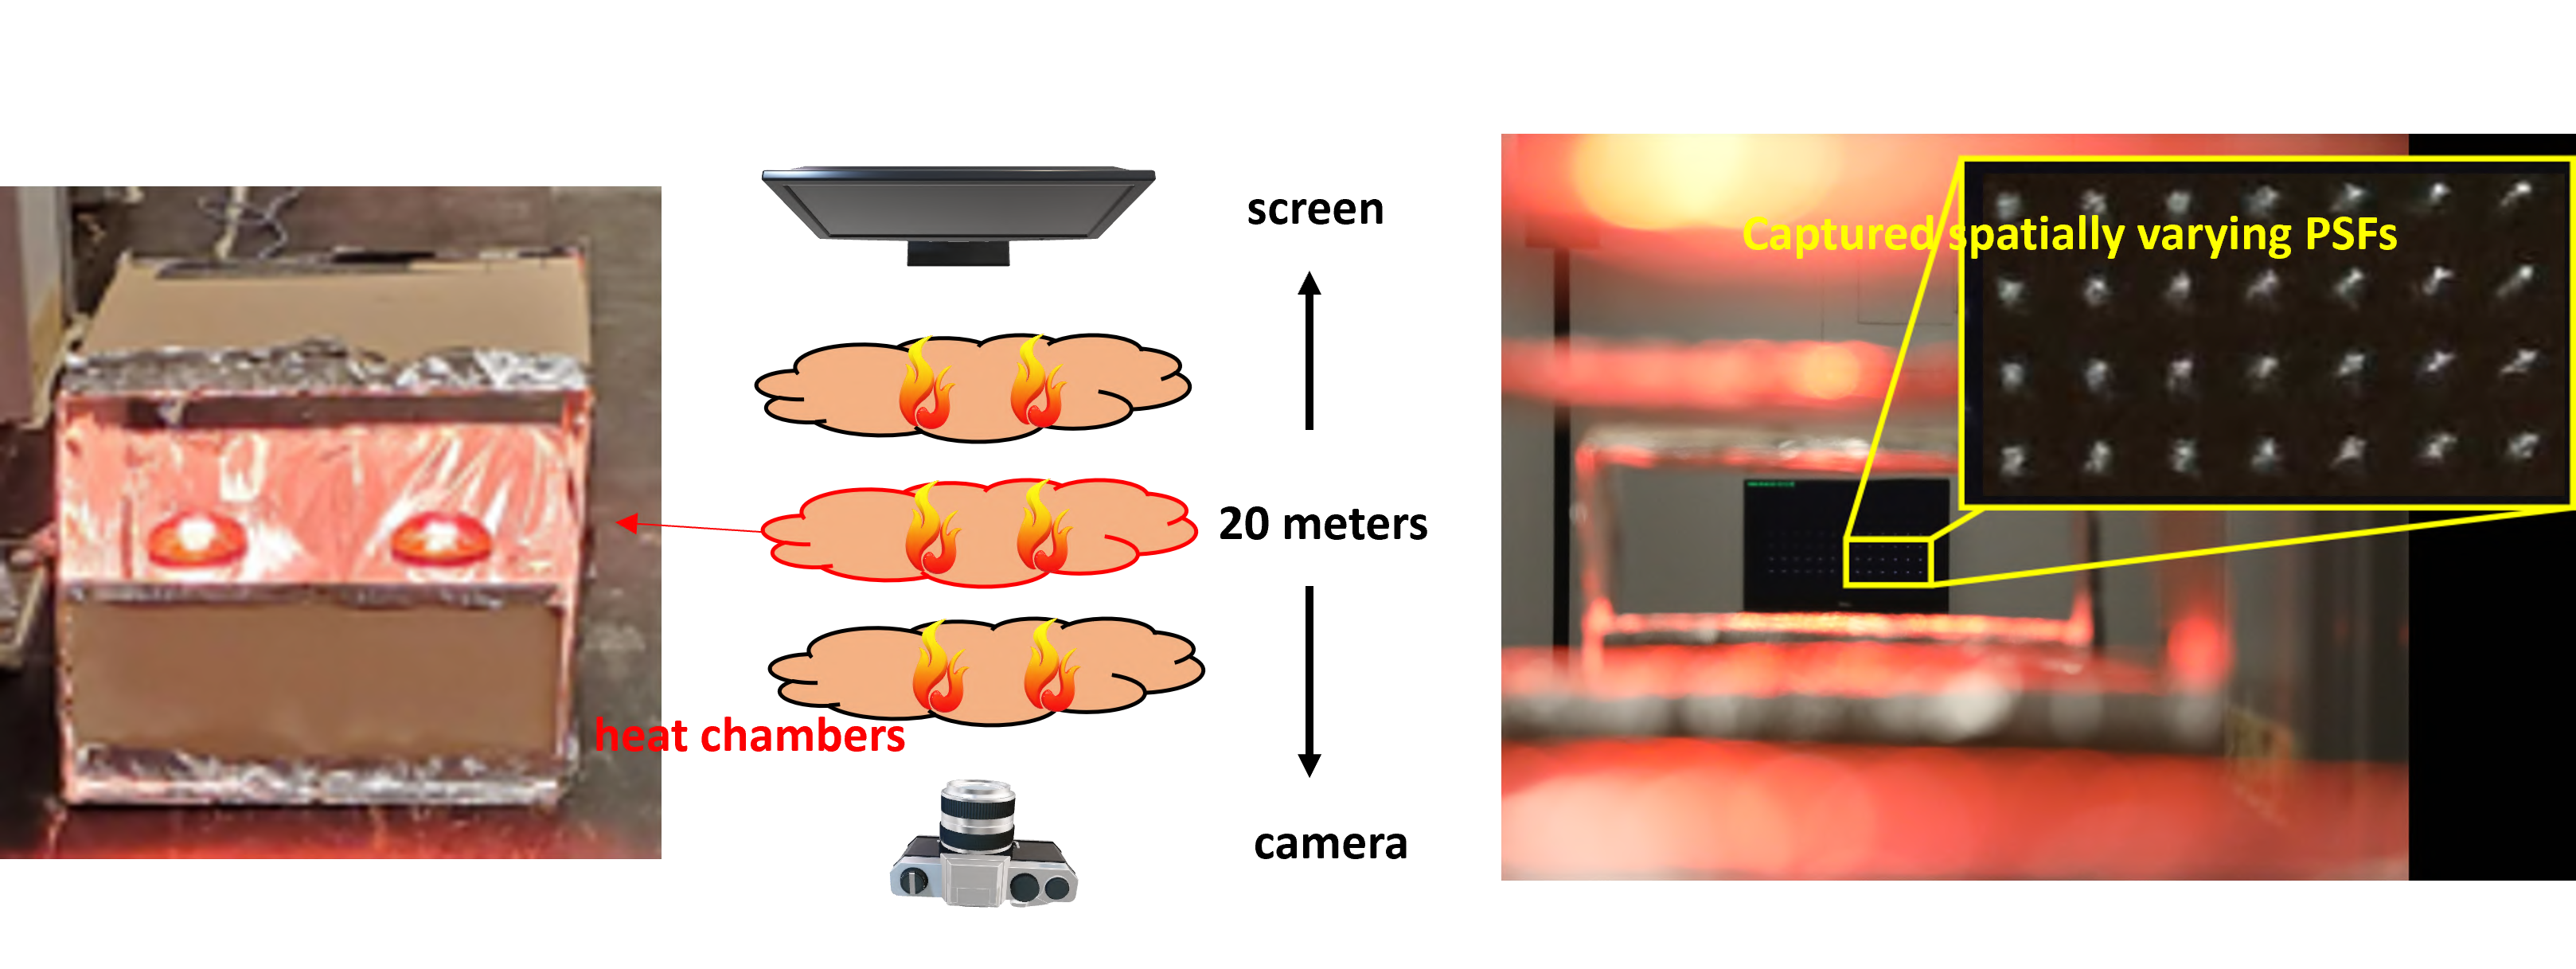 screen
Captured spatially varying PSFs
20 meters
heat chambers
camera